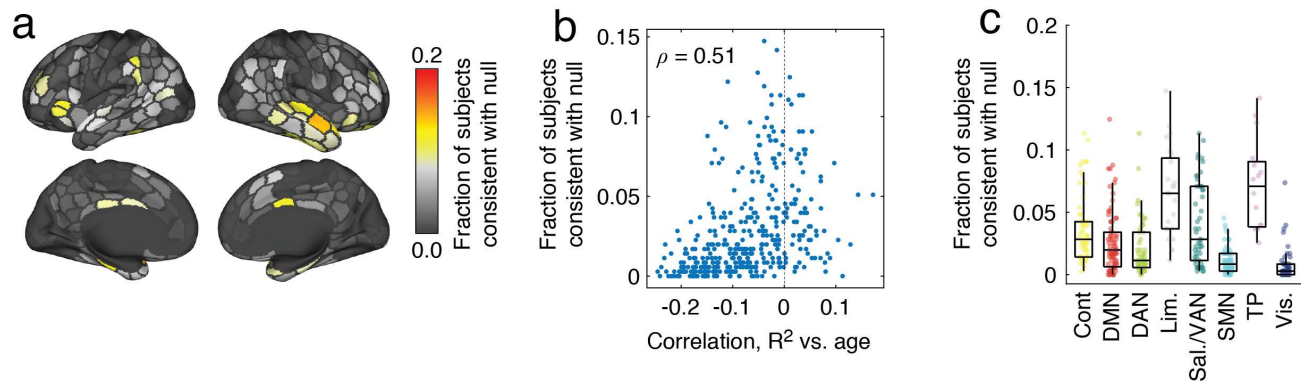 a
0.2
0.0
Fraction of subjects
consistent with null
b
Fraction of subjects
consistent with null
0.15
0.1
0.05
0
ρ = 0.51
-0.2
-0.1
0
0.1
Correlation, R² vs. age
c
Fraction of subjects
consistent with null
0.2
0.15
0.1
0.05
0
Cont
DMN
DAN
Lim.
Sal./VAN
SMN
TP
Vis.